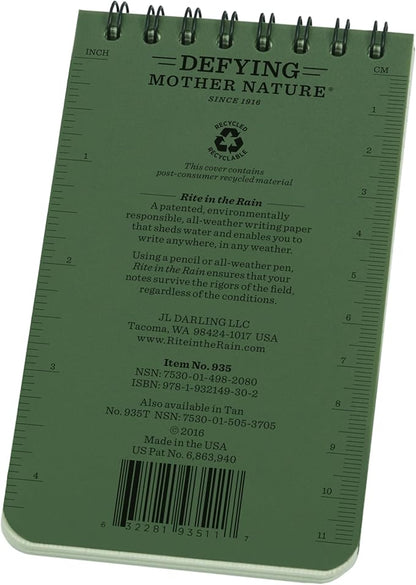 DEFYING
MOTHER NATURE®
SINCE 1916
INCH
CM
RECYCLED
RECYCLABLE
This cover contains
post-consumer recycled material
Rite in the Rain
A patented, environmentally
responsible, all-weather writing paper
that sheds water and enables you to
write anywhere, in any weather.
Using a pencil or all-weather pen,
Rite in the Rain ensures that your
notes survive the rigors of the field,
regardless of the conditions.
JL DARLING LLC
Tacoma, WA 98424-1017 USA
www.RiteintheRain.com
Item No. 935
NSN: 7530-01-498-2080
ISBN: 978-1-932149-30-2
Also available in Tan
No. 935T NSN: 7530-01-505-3705
©2016
Made in the USA
US Pat No. 6,863,940
6 32281 93511 7
1
2
3
4
1
2
3
4
5
6
7
8
9
10
11